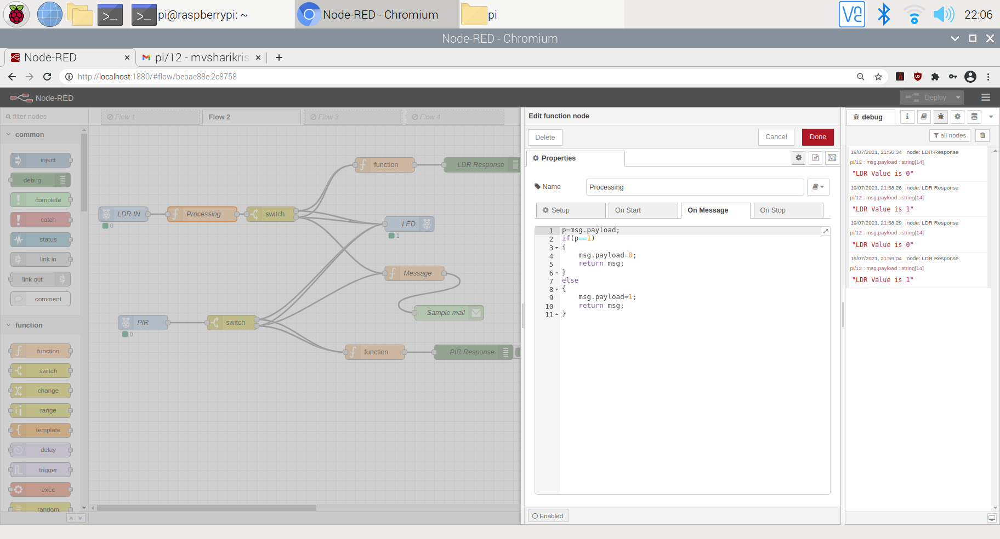 pi@raspberrypi: ~
Node-RED - Chromium
pi
22:06
Node-RED - Chromium
Node-RED
pi/12 - mvsharikris
http://localhost:1880/#flow/bebae88e.2c8758
Node-RED
Deploy
filter nodes
Flow 1
Flow 2
Flow 3
Flow 4
common
inject
debug
complete
catch
status
link in
link out
comment
function
function
switch
change
range
template
delay
trigger
exec
random
LDR IN
0
Processing
switch
function
LDR Response
LED
1
Message
Sample mail
PIR
0
switch
function
PIR Response
Edit function node
Delete
Cancel
Done
Properties
Name
Processing
Setup
On Start
On Message
On Stop
1 p=msg.payload;
2 if(p==1)
3 {
4 msg.payload=0;
5 return msg;
6 }
7 else
8 {
9 msg.payload=1;
10 return msg;
11 }
Enabled
debug
all nodes
19/07/2021, 21:56:34 node: LDR Response
pi/12 : msg.payload : string[14]
"LDR Value is 0"
19/07/2021, 21:58:26 node: LDR Response
pi/12 : msg.payload : string[14]
"LDR Value is 1"
19/07/2021, 21:58:29 node: LDR Response
pi/12 : msg.payload : string[14]
"LDR Value is 0"
19/07/2021, 21:59:04 node: LDR Response
pi/12 : msg.payload : string[14]
"LDR Value is 1"